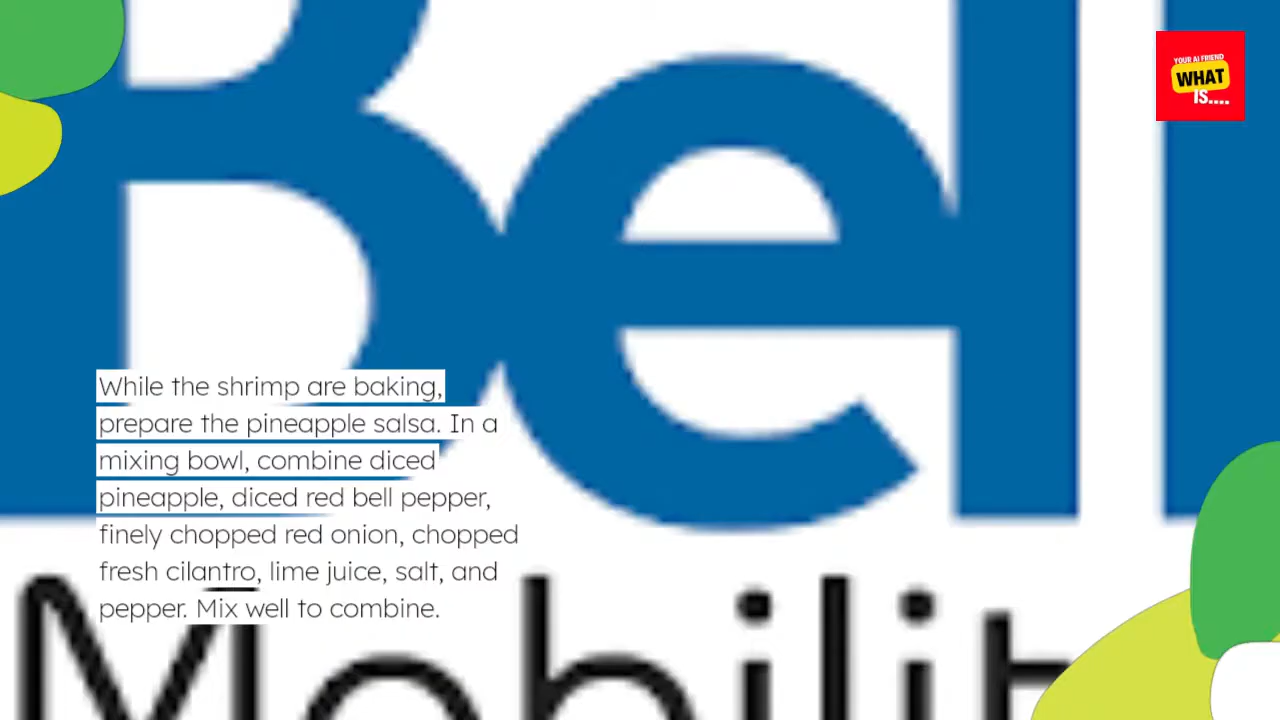 Bell
YOUR AI FRIEND
WHAT
IS....
While the shrimp are baking,
prepare the pineapple salsa. In a
mixing bowl, combine diced
pineapple, diced red bell pepper,
finely chopped red onion, chopped
fresh cilantro, lime juice, salt, and
pepper. Mix well to combine.
Mobilit